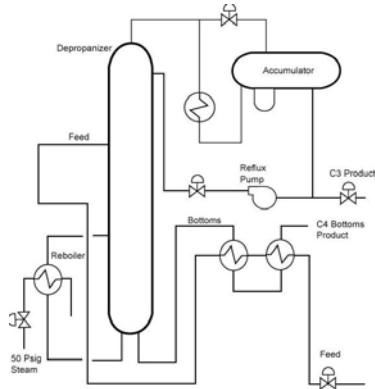 Depropanizer
Accumulator
Feed
Reflux
Pump
C3 Product
Bottoms
C4 Bottoms
Product
Reboiler
50 Psig
Steam
Feed